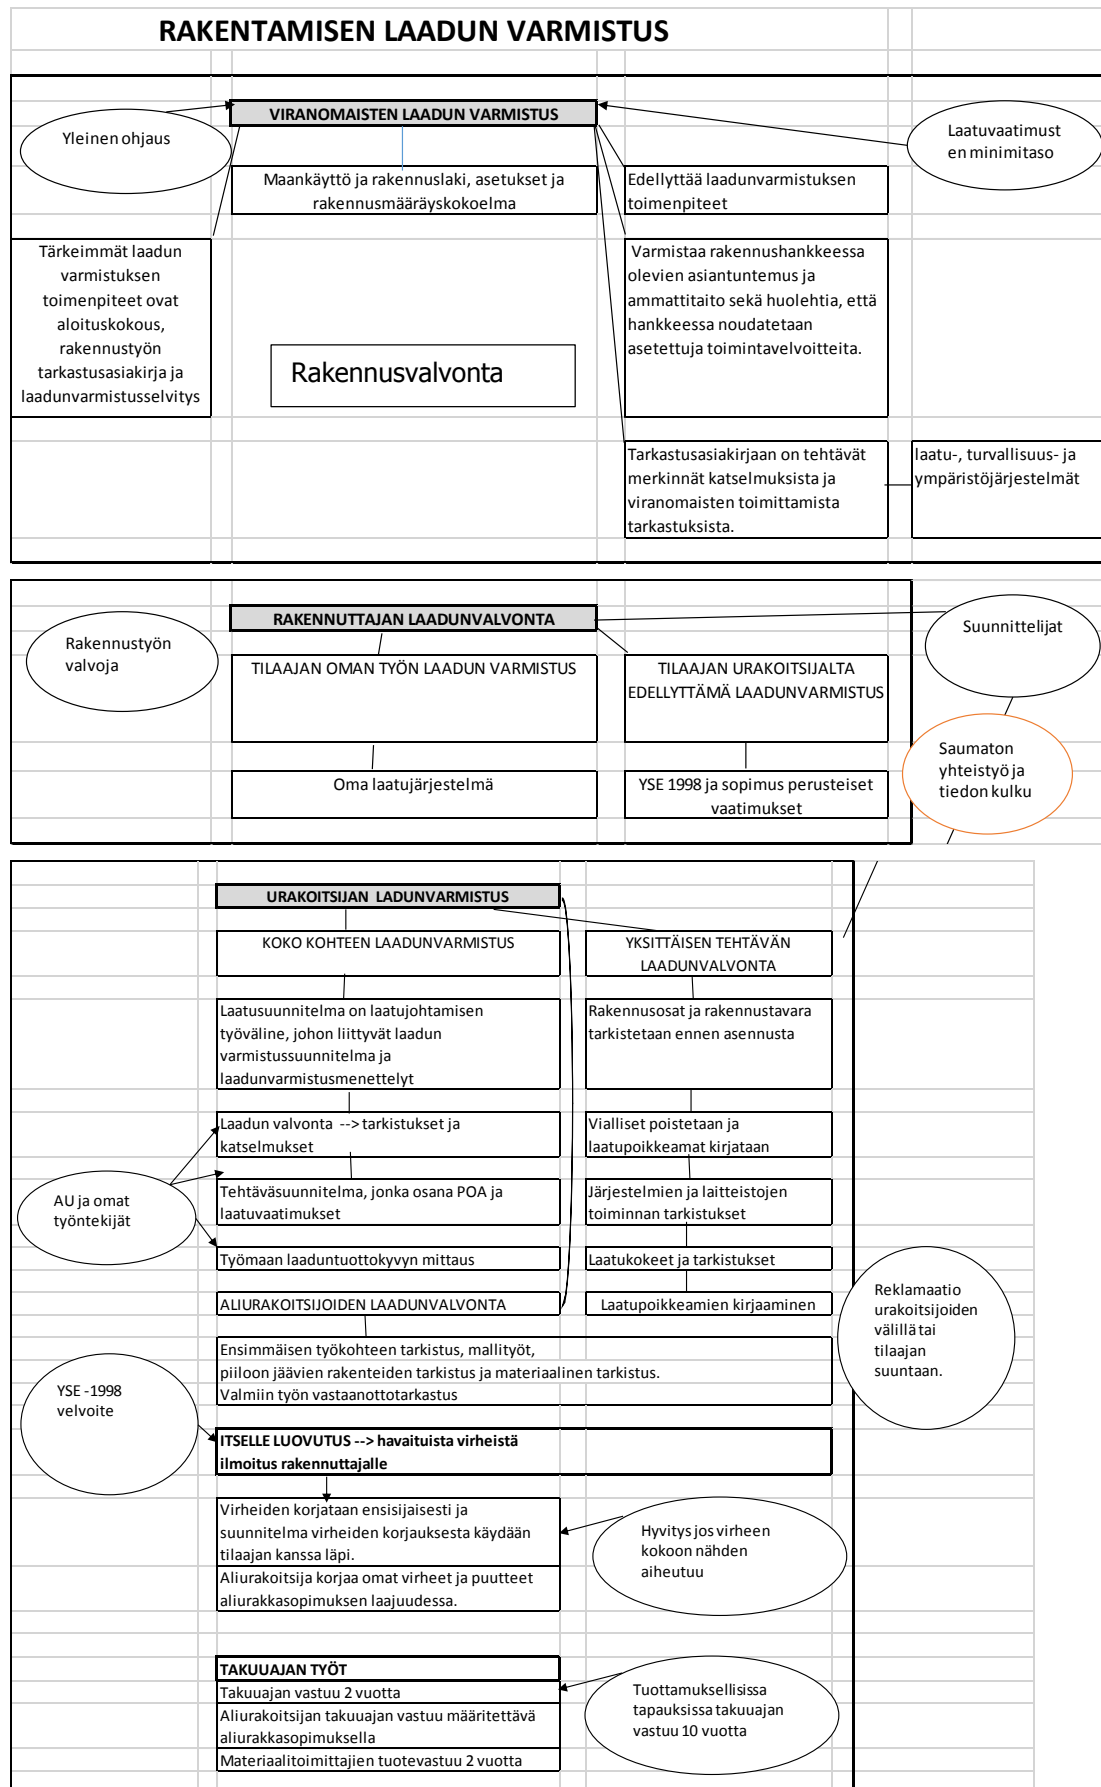 RAKENTAMISEN LAADUN VARMISTUS
VIRANOMAISTEN LAADUN VARMISTUS
Yleinen ohjaus
Laatuvaatimust
en minimitaso
Maankäyttö ja rakennuslaki, asetukset ja
rakennusmääräyskokoelma
Edellyttää laadunvarmistuksen
toimenpiteet
Tärkeimmät laadun
varmistuksen
toimenpiteet ovat
aloituskokous,
rakennustyön
tarkastusasiakirja ja
laadunvarmistusselvitys
Rakennusvalvonta
Varmistaa rakennushankkeessa
olevien asiantuntemus ja
ammattitaito sekä huolehtia, että
hankkeessa noudatetaan
asetettuja toimintavelvoitteita.
Tarkastusasiakirjaan on tehtävät
merkinnät katselmuksista ja
viranomaisten toimittamista
tarkastuksista.
laatu-, turvallisuus- ja
ympäristöjärjestelmät
RAKENNUTTAJAN LAADUNVALVONTA
Rakennustyön
valvoja
Suunnittelijat
TILAAJAN OMAN TYÖN LAADUN VARMISTUS
TILAAJAN URAKOITSIJALTA
EDELLYTTÄMÄ LAADUNVARMISTUS
Saumaton
yhteistyö ja
tiedon kulku
Oma laatujärjestelmä
YSE 1998 ja sopimus perusteiset
vaatimukset
URAKOITSIJAN LADUNVARMISTUS
KOKO KOHTEEN LAADUNVARMISTUS
YKSITTÄISEN TEHTÄVÄN
LAADUNVALVONTA
Laatusuunnitelma on laatujohtamisen
työväline, johon liittyvät laadun
varmistussuunnitelma ja
laadunvarmistusmenettelyt
Rakennusosat ja rakennustavara
tarkistetaan ennen asennusta
Laadun valvonta --> tarkistukset ja
katselmukset
Vialliset poistetaan ja
laatupoikkeamat kirjataan
AU ja omat
työntekijät
Tehtäväsuunnitelma, jonka osana POA ja
laatuvaatimukset
Järjestelmien ja laitteistojen
toiminnan tarkistukset
Työmaan laaduntuottokyvyn mittaus
Laatukokeet ja tarkistukset
ALIURAKOITSIJOIDEN LAADUNVALVONTA
Laatupoikkeamien kirjaaminen
Reklamaatio
urakoitsijoiden
välillä tai
tilaajan
suuntaan.
Ensimmäisen työkohteen tarkistus, mallityöt,
piiloon jäävien rakenteiden tarkistus ja materiaalinen tarkistus.
Valmiin työn vastaanottotarkastus
YSE -1998
velvoite
ITSELLE LUOVUTUS --> havaituista virheistä
ilmoitus rakennuttajalle
Virheiden korjataan ensisijaisesti ja
suunnitelma virheiden korjauksesta käydään
tilaajan kanssa läpi.
Hyvitys jos virheen
kokoon nähden
aiheutuu
Aliurakoitsija korjaa omat virheet ja puutteet
aliurakkasopimuksen laajuudessa.
TAKUUAJAN TYÖT
Takuuajan vastuu 2 vuotta
Aliurakoitsijan takuuajan vastuu määritettävä
aliurakkasopimuksella
Materiaalitoimittajien tuotevastuu 2 vuotta
Tuottamuksellisissa
tapauksissa takuuajan
vastuu 10 vuotta